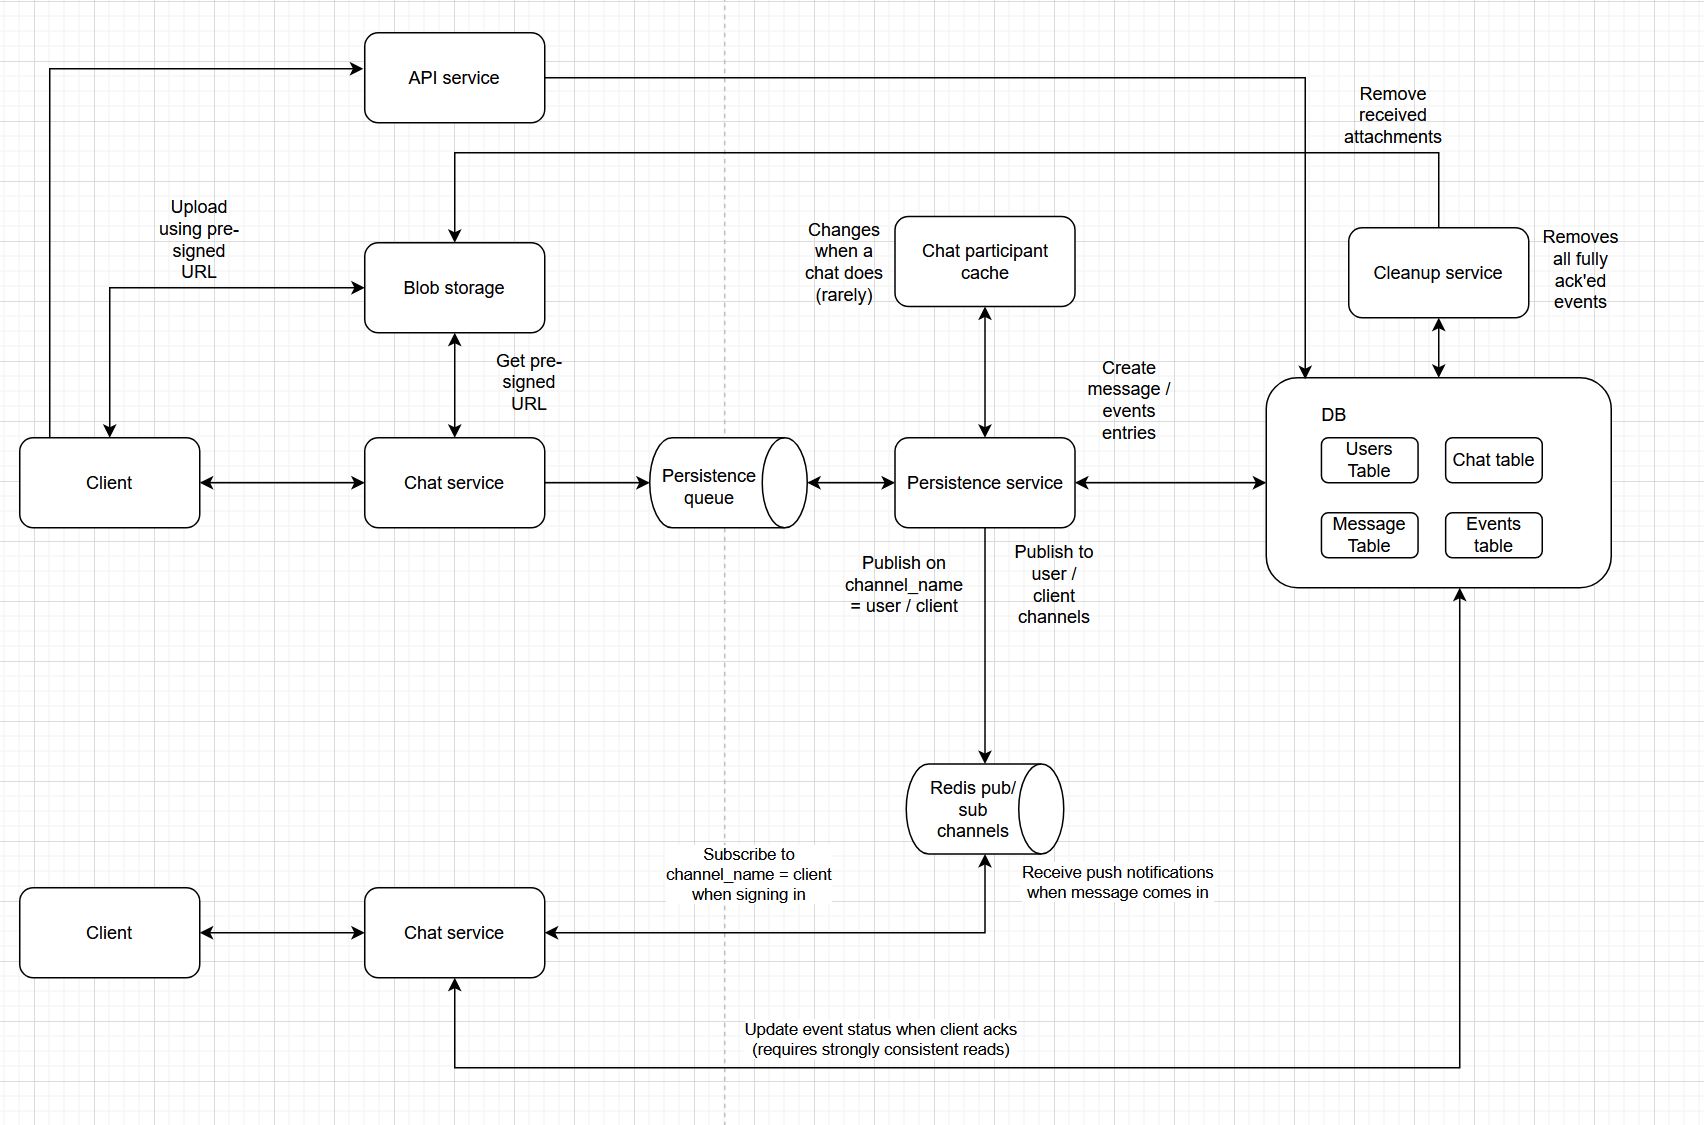 API service
Remove
received
attachments
Upload
using pre-
signed
URL
Blob storage
Changes
when a
chat does
(rarely)
Chat participant
cache
Cleanup service
Removes
all fully
ack'ed
events
Get pre-
signed
URL
Create
message /
events
entries
Client
Chat service
Persistence
queue
Persistence service
DB
Users
Table
Chat table
Message
Table
Events
table
Publish on
channel_name
= user / client
Publish to
user /
client
channels
Redis pub/
sub
channels
Subscribe to
channel_name = client
when signing in
Receive push notifications
when message comes in
Client
Chat service
Update event status when client acks
(requires strongly consistent reads)